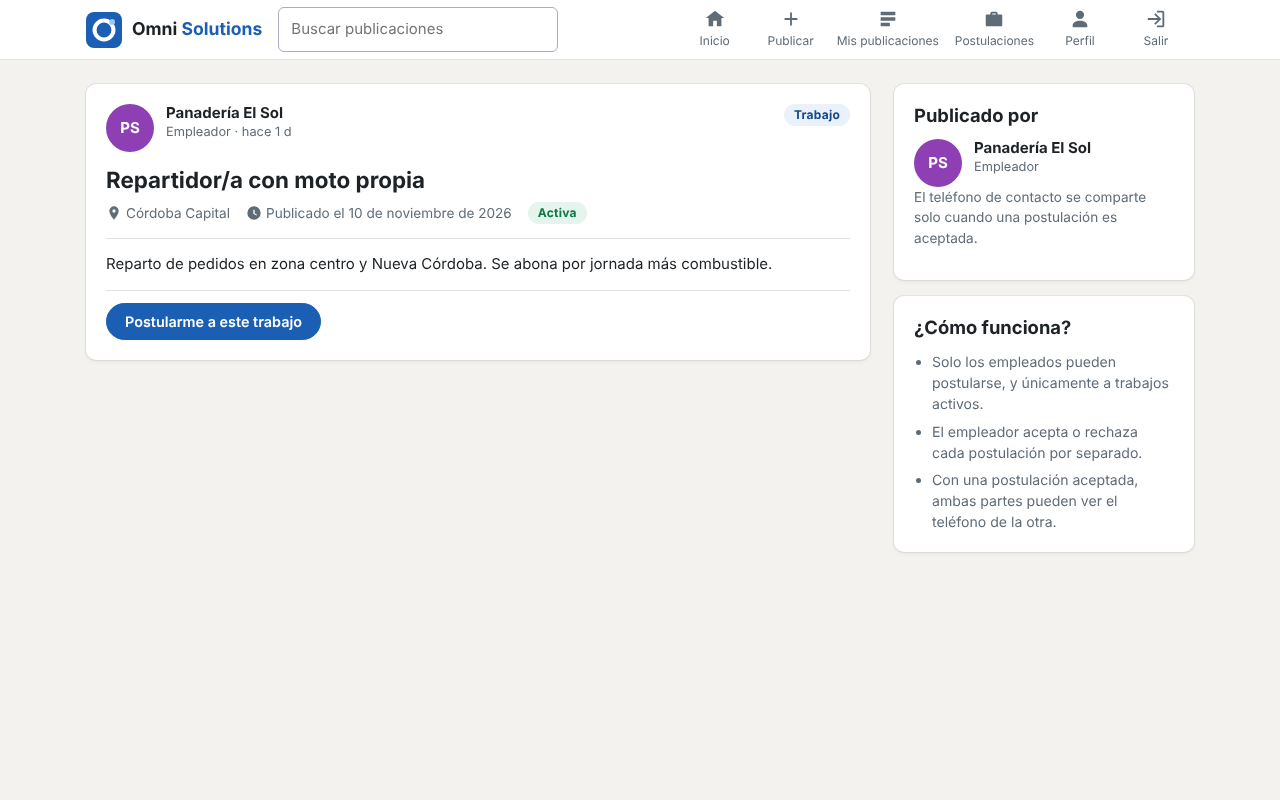 Omni Solutions
Buscar publicaciones
Inicio
Publicar
Mis publicaciones
Postulaciones
Perfil
Salir
PS
Panadería El Sol
Empleador · hace 1 d
Trabajo
Repartidor/a con moto propia
Córdoba Capital
Publicado el 10 de noviembre de 2026
Activa
Reparto de pedidos en zona centro y Nueva Córdoba. Se abona por jornada más combustible.
Postularme a este trabajo
Publicado por
PS
Panadería El Sol
Empleador
El teléfono de contacto se comparte
solo cuando una postulación es
aceptada.
¿Cómo funciona?
• Solo los empleados pueden
postularse, y únicamente a trabajos
activos.
• El empleador acepta o rechaza
cada postulación por separado.
• Con una postulación aceptada,
ambas partes pueden ver el
teléfono de la otra.